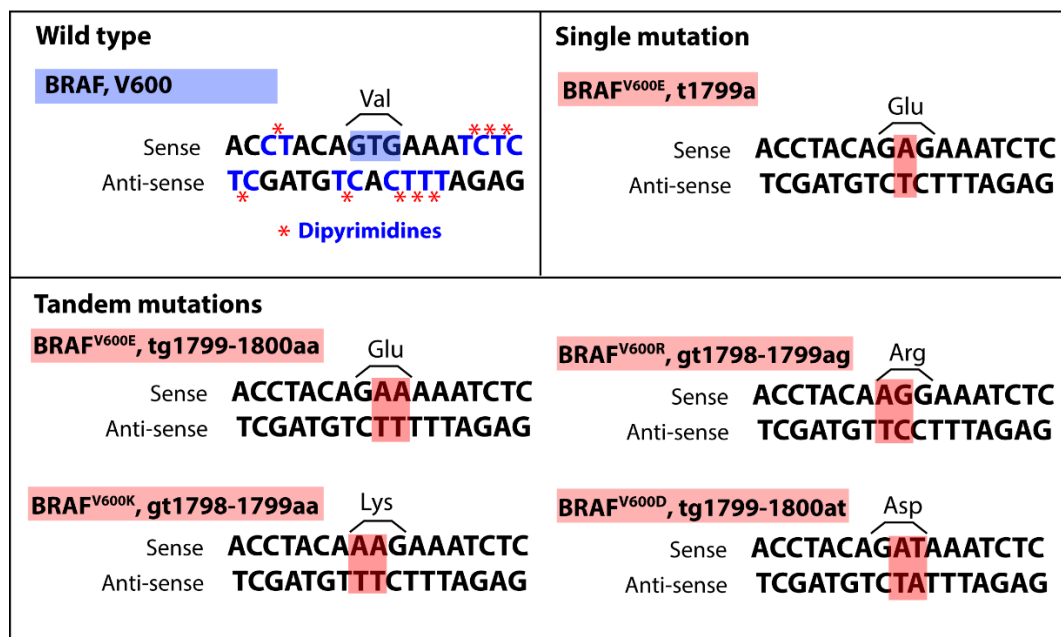 Wild type
BRAF, V600
Val
* ***
Sense ACCTACAGTGAAATCTC
Anti-sense TCGATGTCACTTTAGAG
* * ***
* Dipyrimidines
Single mutation
BRAFV600E, t1799a
Glu
Sense ACCTACAGAGAAATCTC
Anti-sense TCGATGTCTCTTTAGAG
Tandem mutations
BRAFV600E, tg1799-1800aa
Glu
Sense ACCTACAGAAAAATCTC
Anti-sense TCGATGTCTTTTTAGAG
BRAFV600R, gt1798-1799ag
Arg
Sense ACCTACAAGGAAATCTC
Anti-sense TCGATGTTCCTTTAGAG
BRAFV600K, gt1798-1799aa
Lys
Sense ACCTACAAAGAAATCTC
Anti-sense TCGATGTTTCTTTAGAG
BRAFV600D, tg1799-1800at
Asp
Sense ACCTACAGATAAATCTC
Anti-sense TCGATGTCTATTTAGAG